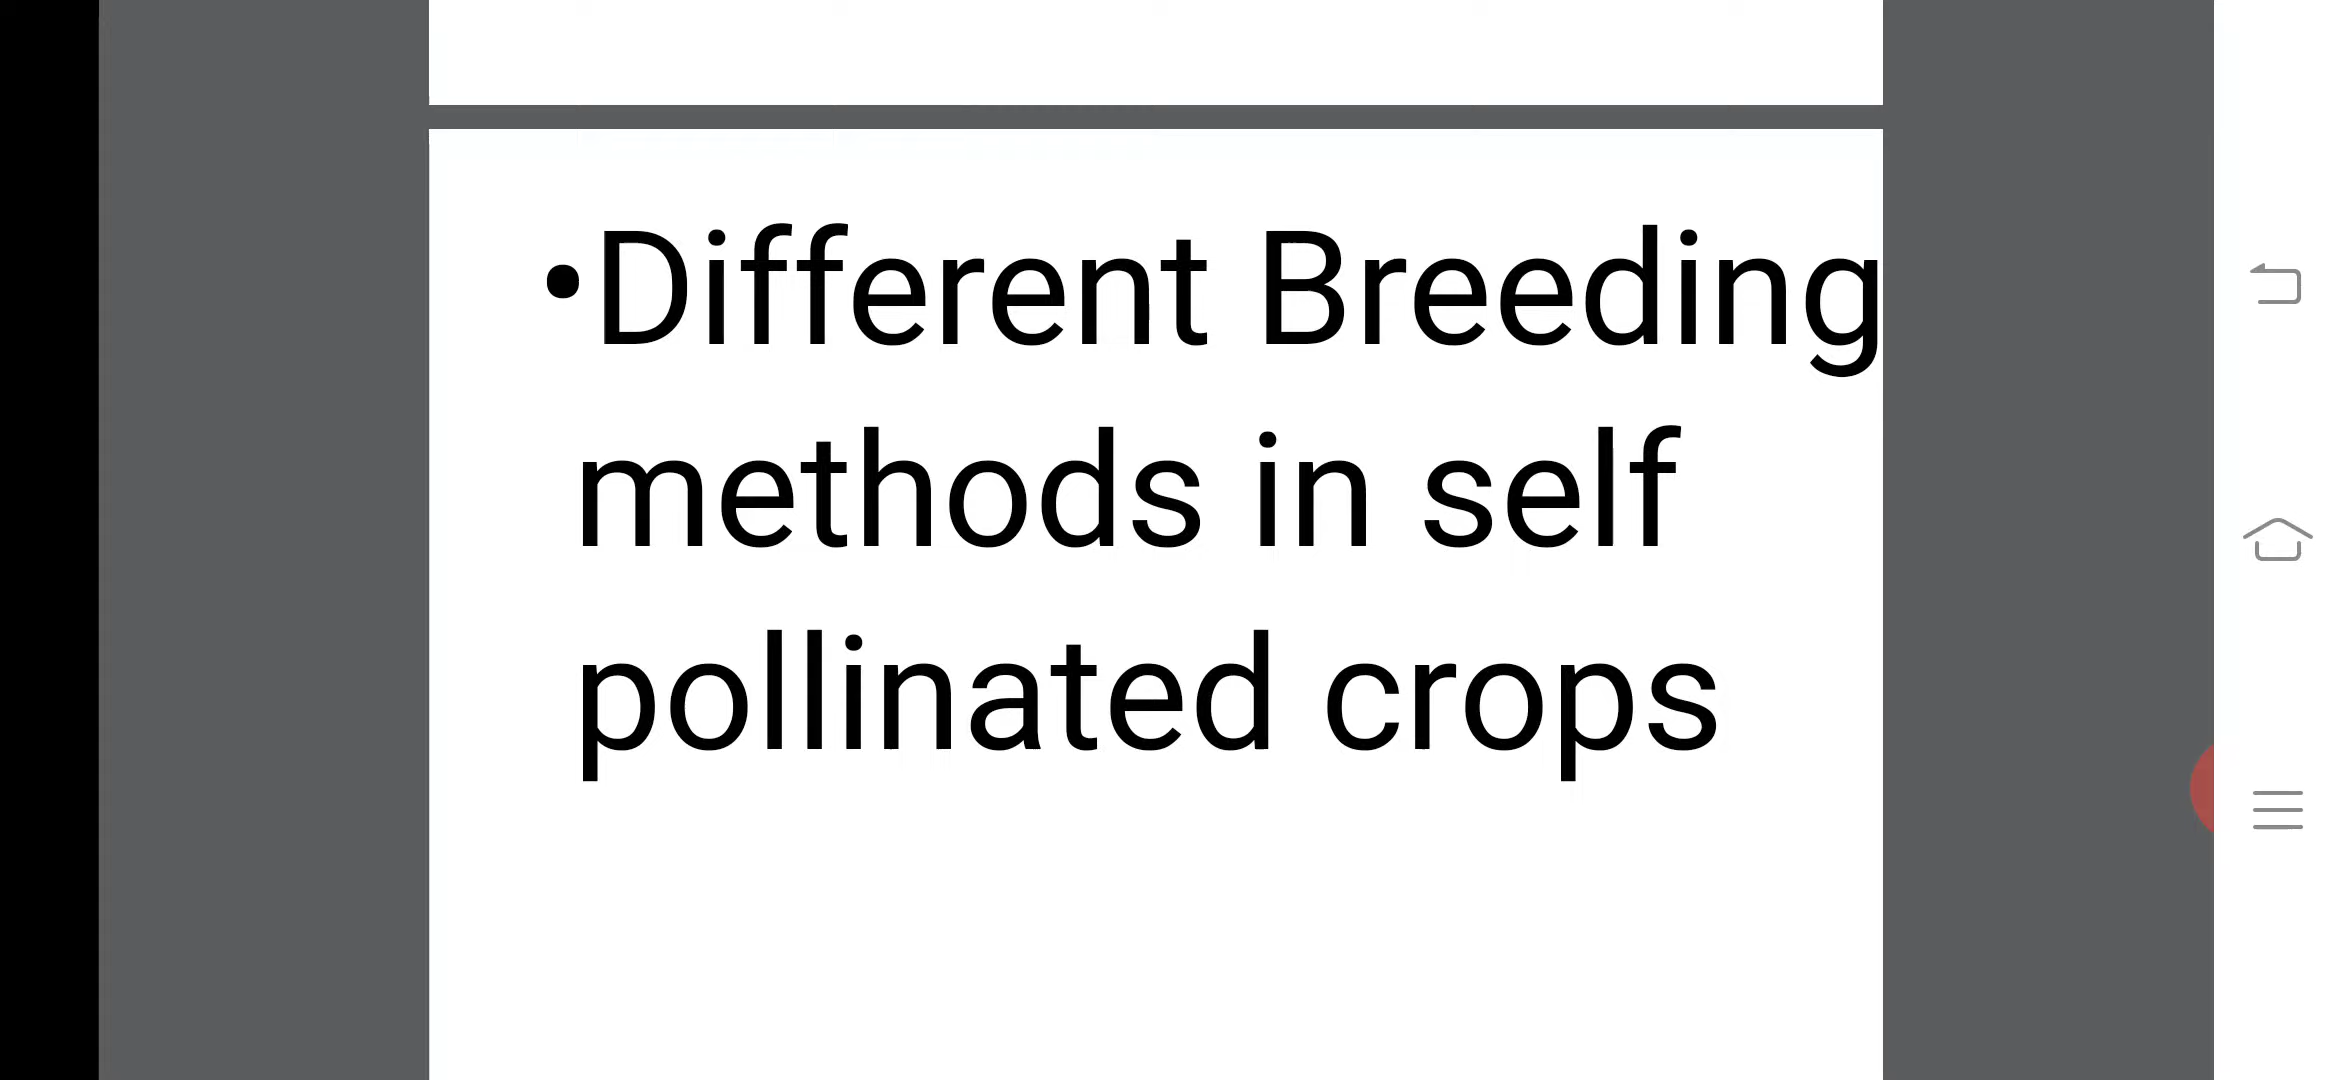 •Different Breeding
methods in self
pollinated crops